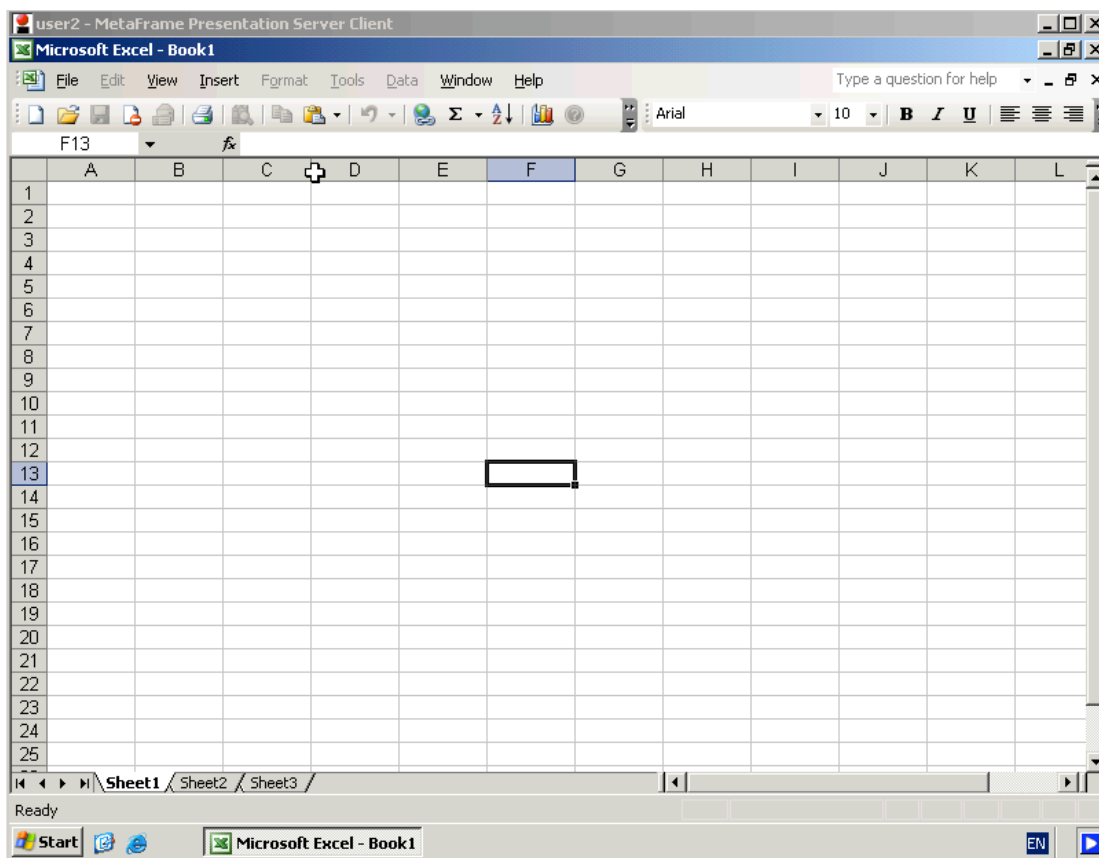 user2 - MetaFrame Presentation Server Client
Microsoft Excel - Book1
File Edit View Insert Format Tools Data Window Help Type a question for help
Arial 10 B I U
F13 fx
A B C D E F G H I J K L
1
2
3
4
5
6
7
8
9
10
11
12
13
14
15
16
17
18
19
20
21
22
23
24
25
Sheet1 Sheet2 Sheet3
Ready
Start Microsoft Excel - Book1 EN